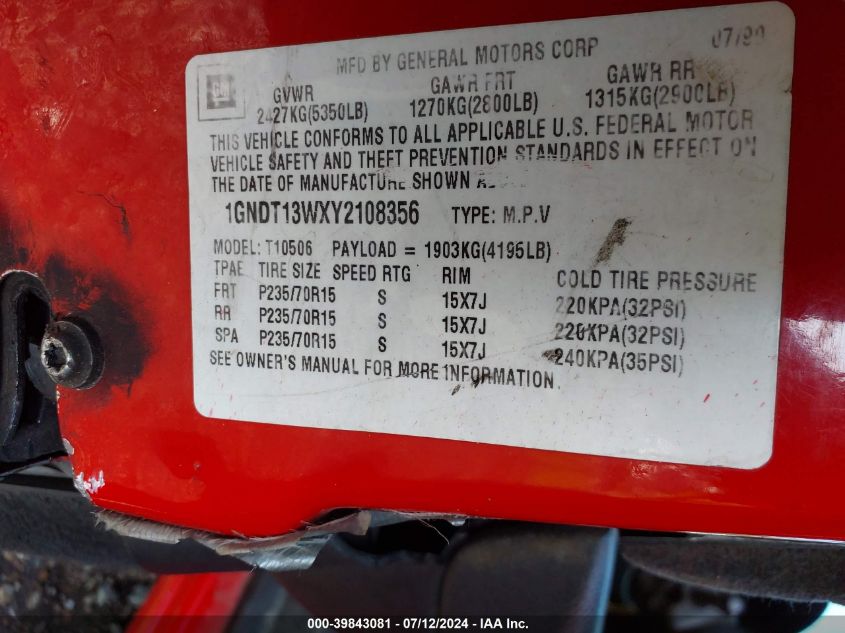 MFD BY GENERAL MOTORS CORP 07/99
GM
GVWR GAWR FRT GAWR RR
2427KG(5350LB) 1270KG(2800LB) 1315KG(2900LB)
THIS VEHICLE CONFORMS TO ALL APPLICABLE U.S. FEDERAL MOTOR
VEHICLE SAFETY AND THEFT PREVENTION STANDARDS IN EFFECT ON
THE DATE OF MANUFACTURE SHOWN
1GNDT13WXY2108356 TYPE: M.P.V
MODEL: T10506 PAYLOAD = 1903KG(4195LB)
TPAE TIRE SIZE SPEED RTG RIM COLD TIRE PRESSURE
FRT P235/70R15 S 15X7J 220KPA(32PSI)
RR P235/70R15 S 15X7J 220KPA(32PSI)
SPA P235/70R15 S 15X7J 240KPA(35PSI)
SEE OWNER'S MANUAL FOR MORE INFORMATION.
000-39843081 - 07/12/2024 - IAA Inc.